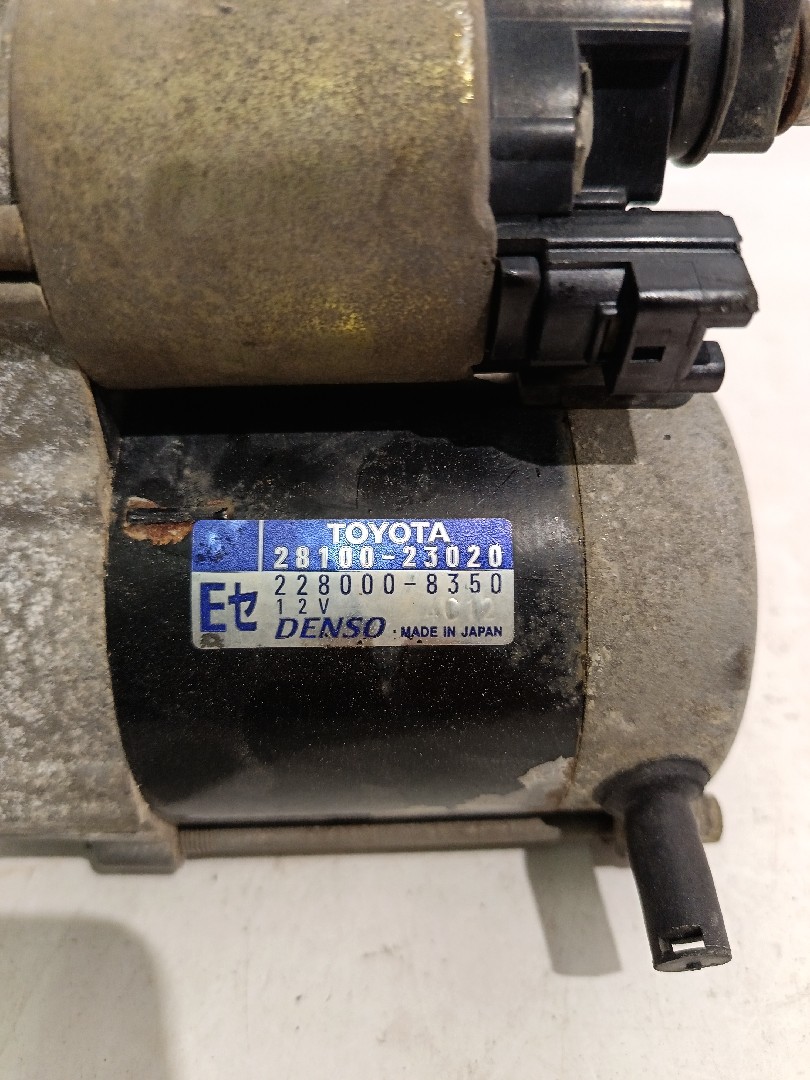 TOYOTA
28100-23020
Eセ 228000-8350
12V
DENSO MADE IN JAPAN